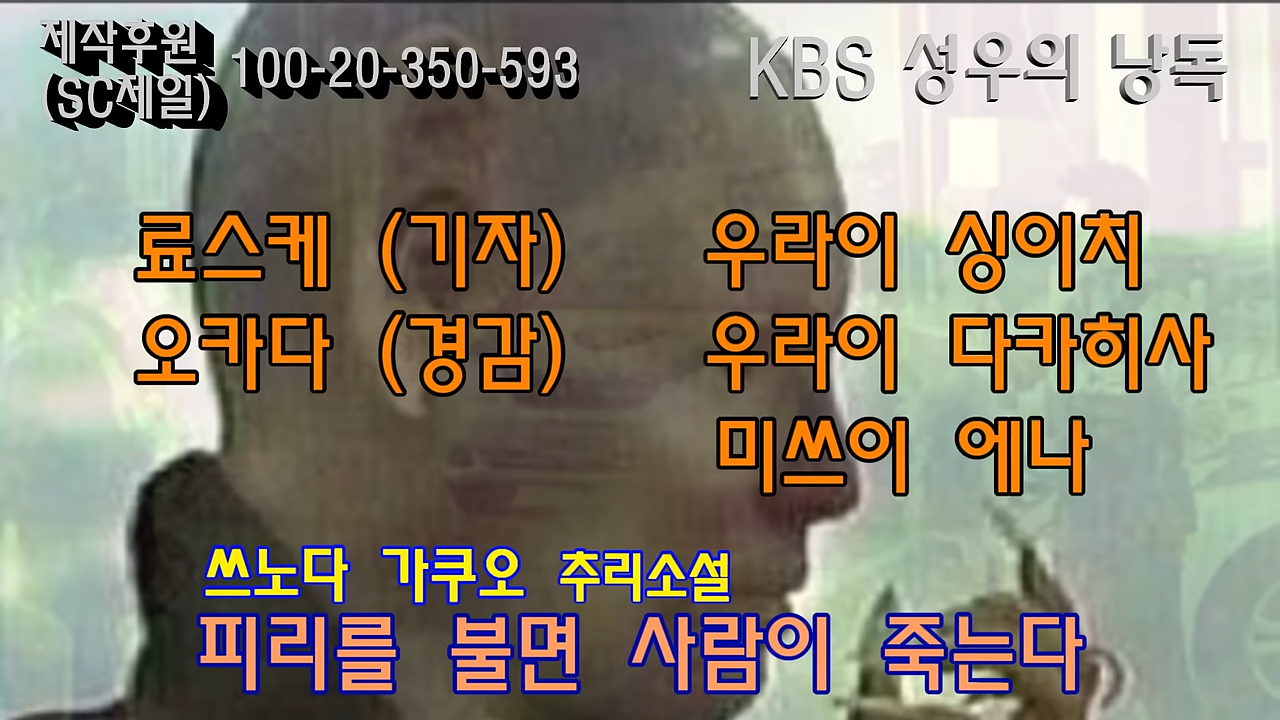 제작후원
(SC제일) 100-20-350-593
KBS 성우의 낭독
료스케 (기자) 우라이 싱이치
오카다 (경감) 우라이 다카히사
미쓰이 에나
쓰노다 가쿠오 추리소설
피리를 불면 사람이 죽는다